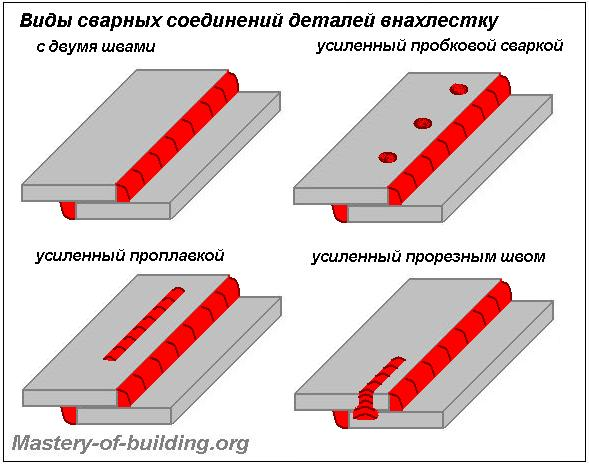 Виды сварных соединений деталей внахлестку
с двумя швами
усиленный пробковой сваркой
усиленный проплавкой
усиленный прорезным швом
Mastery-of-building.org